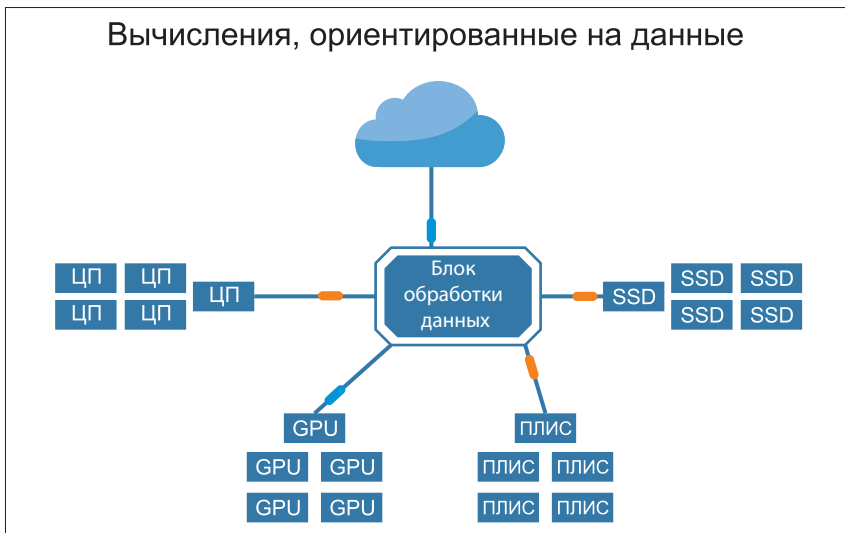 Вычисления, ориентированные на данные
Блок
обработки
данных
ЦП ЦП
ЦП
ЦП ЦП
SSD
SSD SSD
SSD SSD
GPU
GPU GPU
GPU GPU
ПЛИС
ПЛИС ПЛИС
ПЛИС ПЛИС